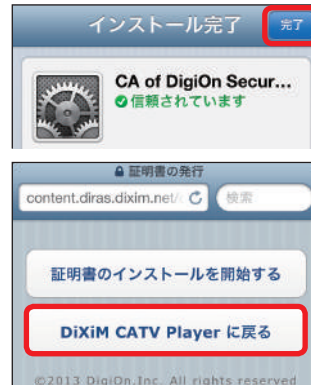 インストール完了
完了
CA of DigiOn Secur...
信頼されています
証明書の発行
content.diras.dixim.net/
検索
証明書のインストールを開始する
DiXiM CATV Player に戻る
©2013 DigiOn,Inc. All rights reserved